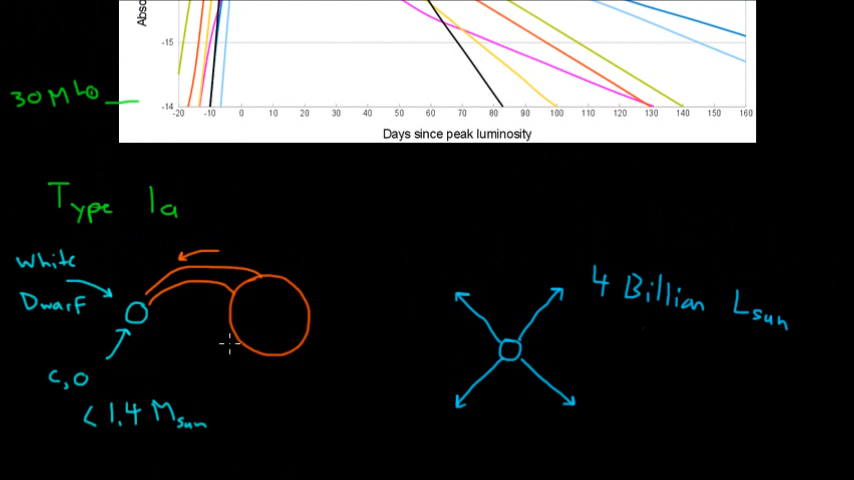 Abso
-15
30 M L⊙
-14
-20 -10 0 10 20 30 40 50 60 70 80 90 100 110 120 130 140 150 160
Days since peak luminosity
Type 1a
White
Dwarf
C,O
< 1.4 Msun
4 Billion Lsun